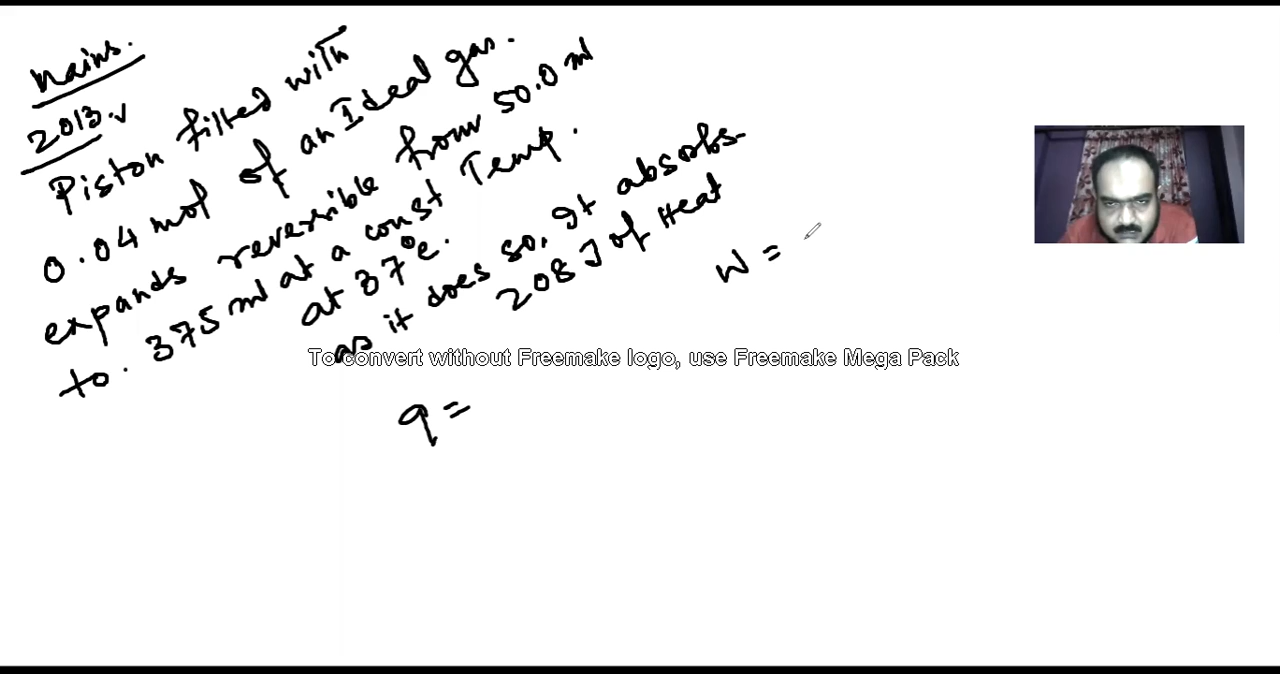 Mains.
2013.
Piston filled with
0.04 mol of an Ideal gas.
expands reversible from 50.0 ml
to. 375 ml at a const Temp.
at 37°c.
as it does so, It absorbs
208 J of Heat
W =
q =
To convert without Freemake logo, use Freemake Mega Pack